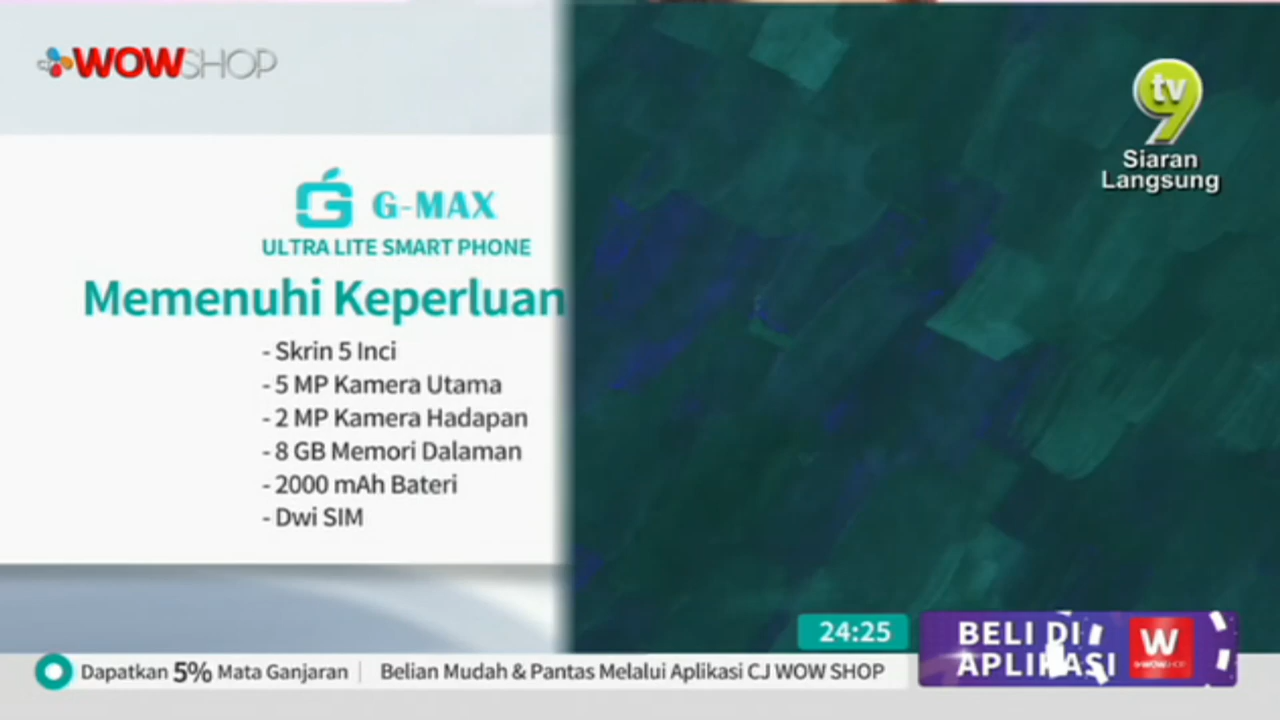 CJ WOWSHOP
tv9
Siaran
Langsung
G-MAX
ULTRA LITE SMART PHONE
Memenuhi Keperluan
- Skrin 5 Inci
- 5 MP Kamera Utama
- 2 MP Kamera Hadapan
- 8 GB Memori Dalaman
- 2000 mAh Bateri
- Dwi SIM
24:25
BELI DI
APLIKASI
W
Dapatkan 5% Mata Ganjaran | Belian Mudah & Pantas Melalui Aplikasi CJ WOW SHOP